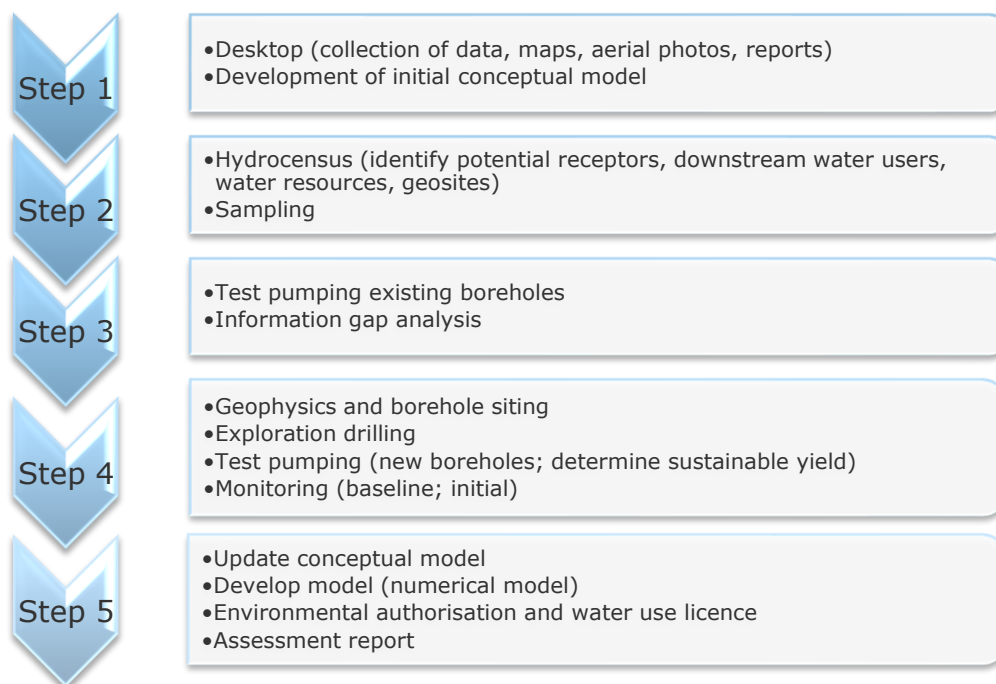 Step 1
•Desktop (collection of data, maps, aerial photos, reports)
•Development of initial conceptual model
Step 2
•Hydrocensus (identify potential receptors, downstream water users,
water resources, geosites)
•Sampling
Step 3
•Test pumping existing boreholes
•Information gap analysis
Step 4
•Geophysics and borehole siting
•Exploration drilling
•Test pumping (new boreholes; determine sustainable yield)
•Monitoring (baseline; initial)
Step 5
•Update conceptual model
•Develop model (numerical model)
•Environmental authorisation and water use licence
•Assessment report